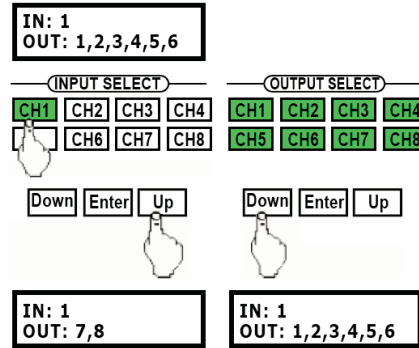 IN: 1
OUT: 1,2,3,4,5,6
INPUT SELECT
OUTPUT SELECT
CH1 CH2 CH3 CH4
CH1 CH2 CH3 CH4
CH6 CH7 CH8
CH5 CH6 CH7 CH8
Down Enter Up
Down Enter Up
IN: 1
OUT: 7,8
IN: 1
OUT: 1,2,3,4,5,6